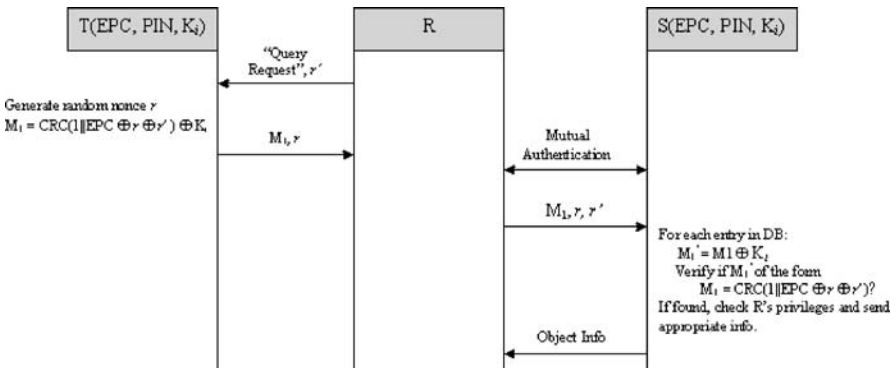 T(EPC, PIN, Kᵢ)
R
S(EPC, PIN, Kᵢ)
“Query
Request”, r′
Generate random nonce r
M₁ = CRC(1||EPC ⊕ r ⊕ r′) ⊕ Kᵢ
M₁, r
Mutual
Authentication
M₁, r, r′
For each entry in DB:
M₁′ = M1 ⊕ Kᵢ
Verify if M₁′ of the form
M₁ = CRC(1||EPC ⊕ r ⊕ r′)?
If found, check R's privileges and send
appropriate info.
Object Info